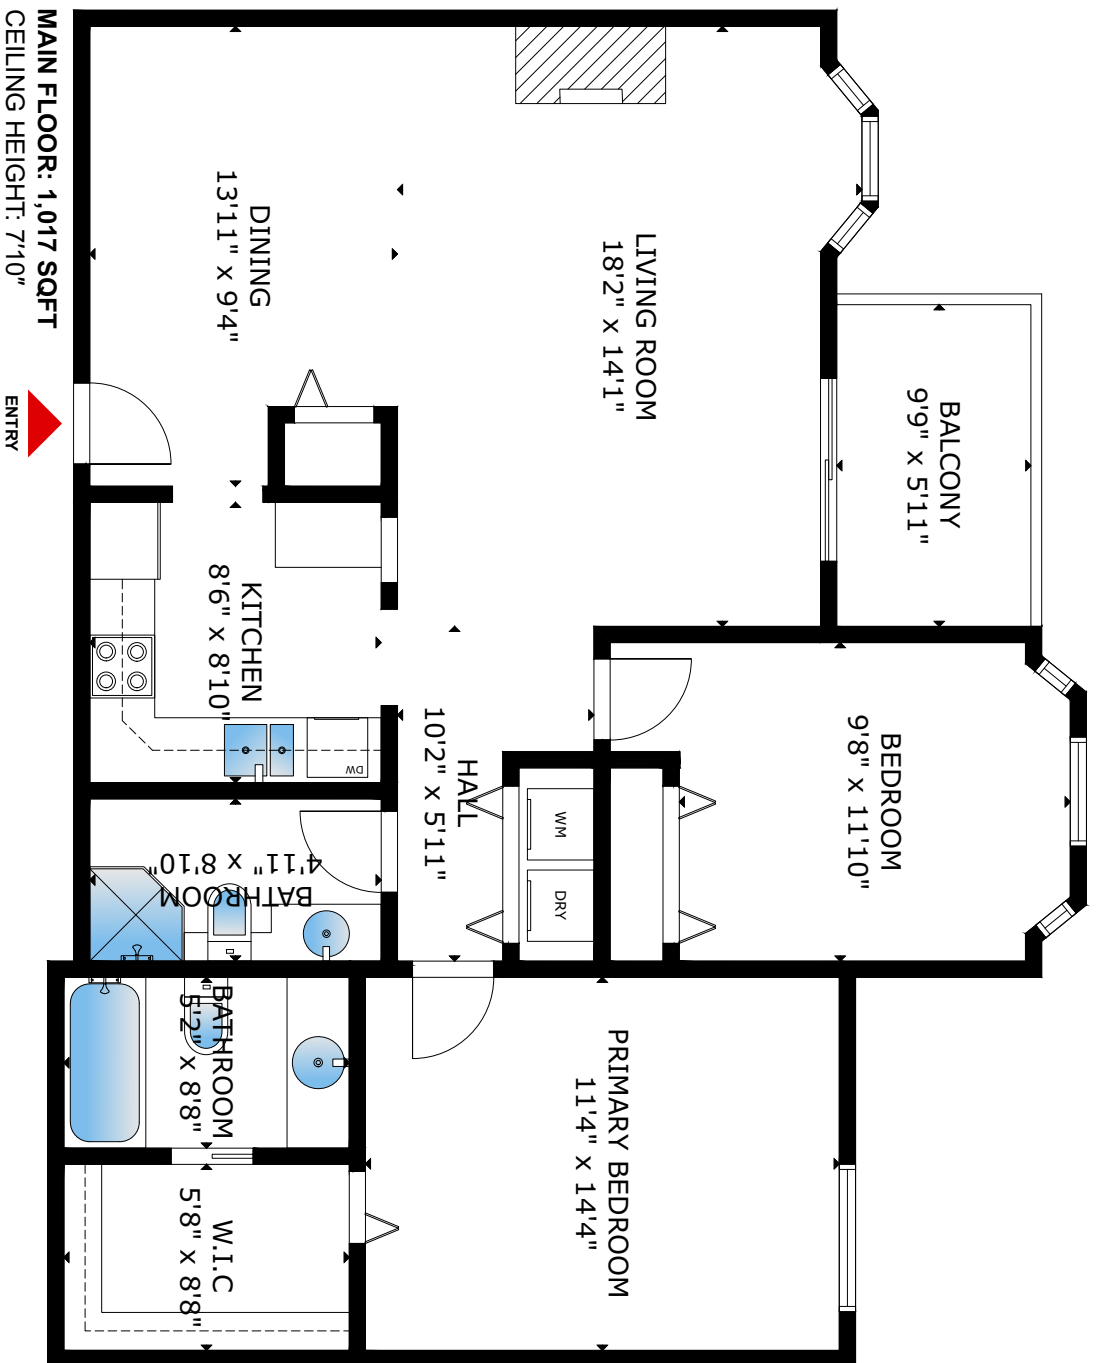 BALCONY
9'9" x 5'11"
BEDROOM
9'8" x 11'10"
LIVING ROOM
18'2" x 14'1"
PRIMARY BEDROOM
11'4" x 14'4"
WM
DRY
HALL
10'2" x 5'11"
DINING
13'11" x 9'4"
KITCHEN
8'6" x 8'10"
DW
BATHROOM
4'11" x 8'10"
BATHROOM
5'2" x 8'8"
W.I.C
5'8" x 8'8"
MAIN FLOOR: 1,017 SQFT
CEILING HEIGHT: 7'10"
ENTRY